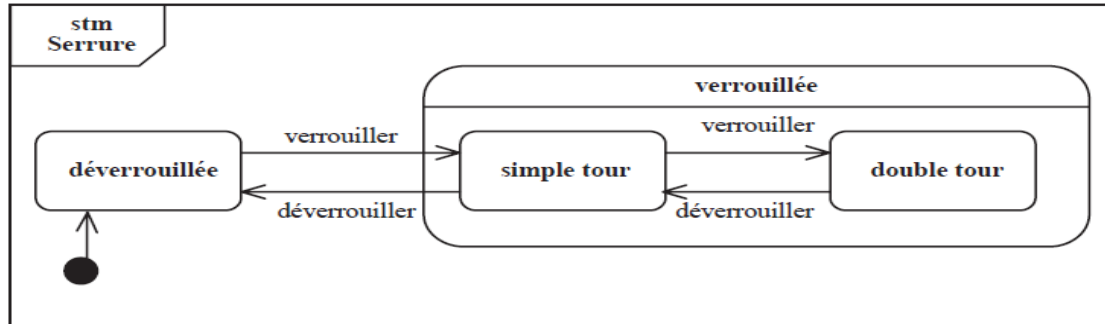 stm
Serrure
verrouillée
verrouiller
verrouiller
déverrouillée
simple tour
double tour
déverrouiller
déverrouiller